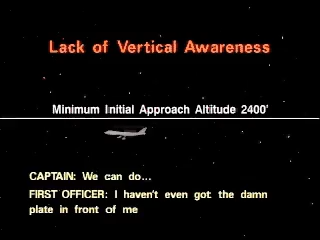 Lack of Vertical Awareness
Minimum Initial Approach Altitude 2400'
CAPTAIN: We can do...
FIRST OFFICER: I haven't even got the damn
plate in front of me